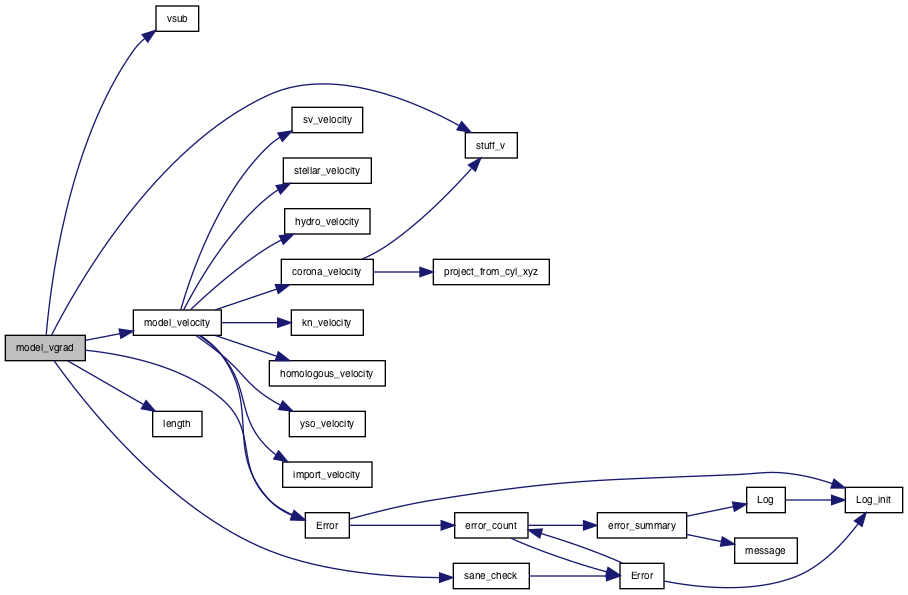 vsub
sv_velocity
stuff_v
stellar_velocity
hydro_velocity
corona_velocity
project_from_cyl_xyz
model_velocity
kn_velocity
model_vgrad
homologous_velocity
length
yso_velocity
import_velocity
Log
Log_init
Error
error_count
error_summary
message
sane_check
Error